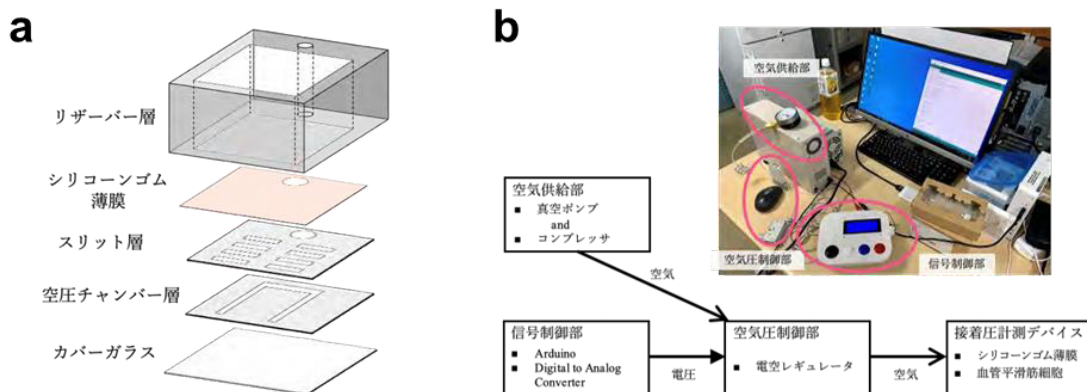 a
リザーバー層
シリコーンゴム
薄膜
スリット層
空圧チャンバー層
カバーガラス
b
空気供給部
空気圧制御部
信号制御部
空気供給部
■ 真空ポンプ
and
■ コンプレッサ
空気
信号制御部
■ Arduino
■ Digital to Analog
Converter
電圧
空気圧制御部
■ 電空レギュレータ
空気
接着圧計測デバイス
■ シリコーンゴム薄膜
■ 血管平滑筋細胞